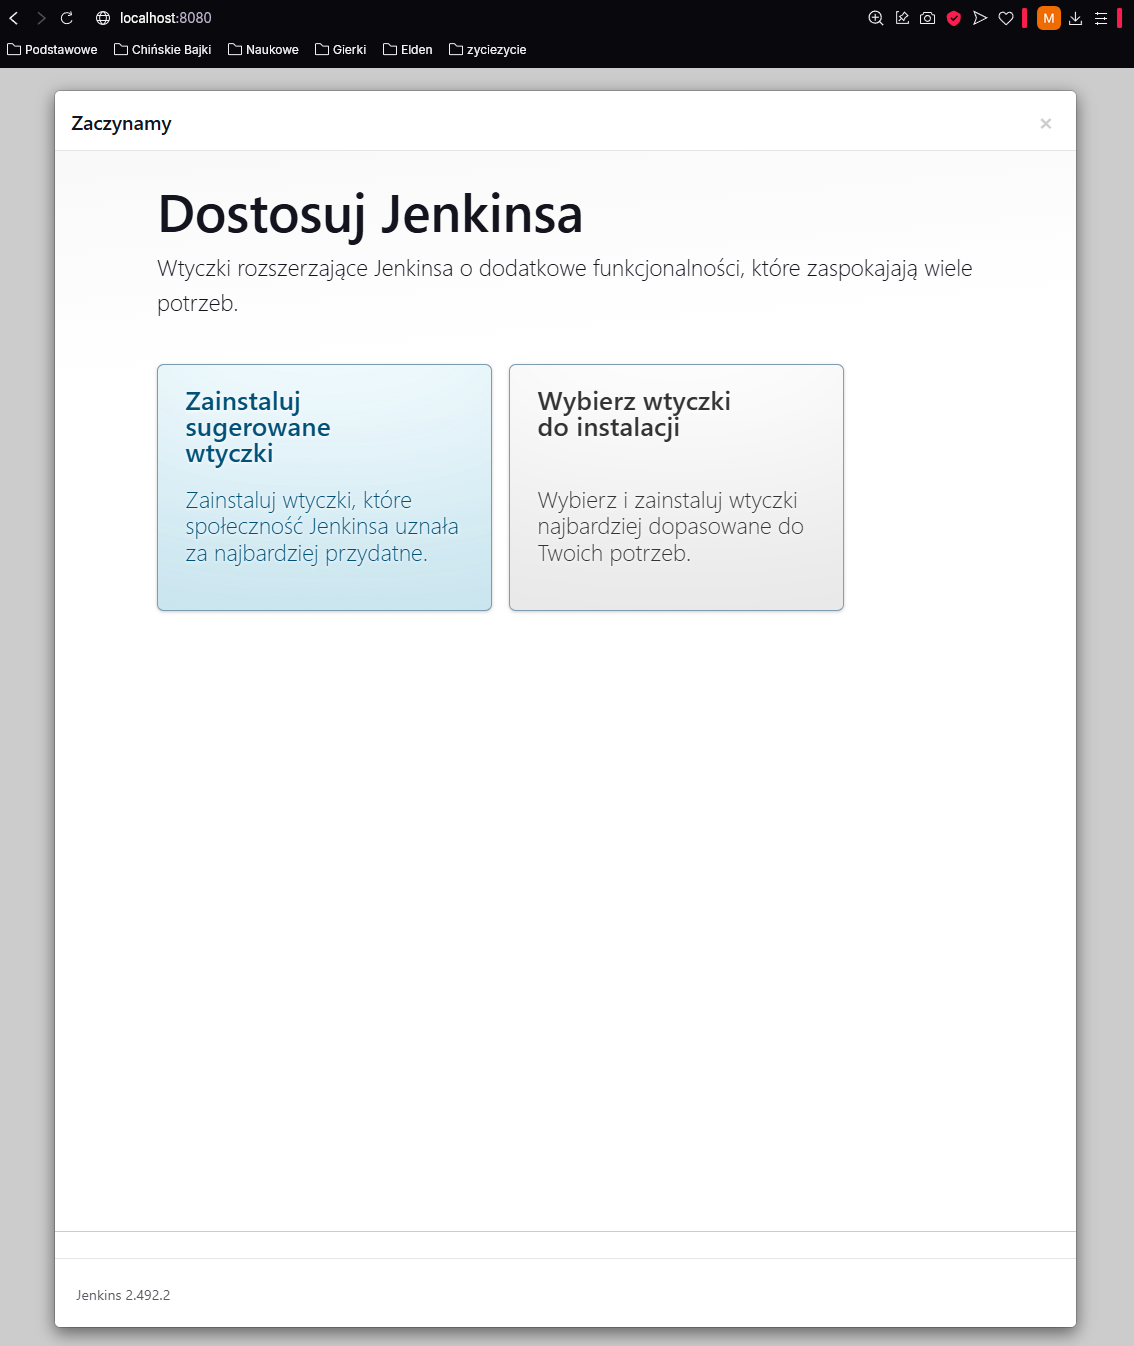 localhost:8080
M
Podstawowe
Chińskie Bajki
Naukowe
Gierki
Elden
zyciezycie
Zaczynamy
×
Dostosuj Jenkinsa
Wtyczki rozszerzające Jenkinsa o dodatkowe funkcjonalności, które zaspokajają wiele
potrzeb.
Zainstaluj
sugerowane
wtyczki
Zainstaluj wtyczki, które
społeczność Jenkinsa uznała
za najbardziej przydatne.
Wybierz wtyczki
do instalacji
Wybierz i zainstaluj wtyczki
najbardziej dopasowane do
Twoich potrzeb.
Jenkins 2.492.2